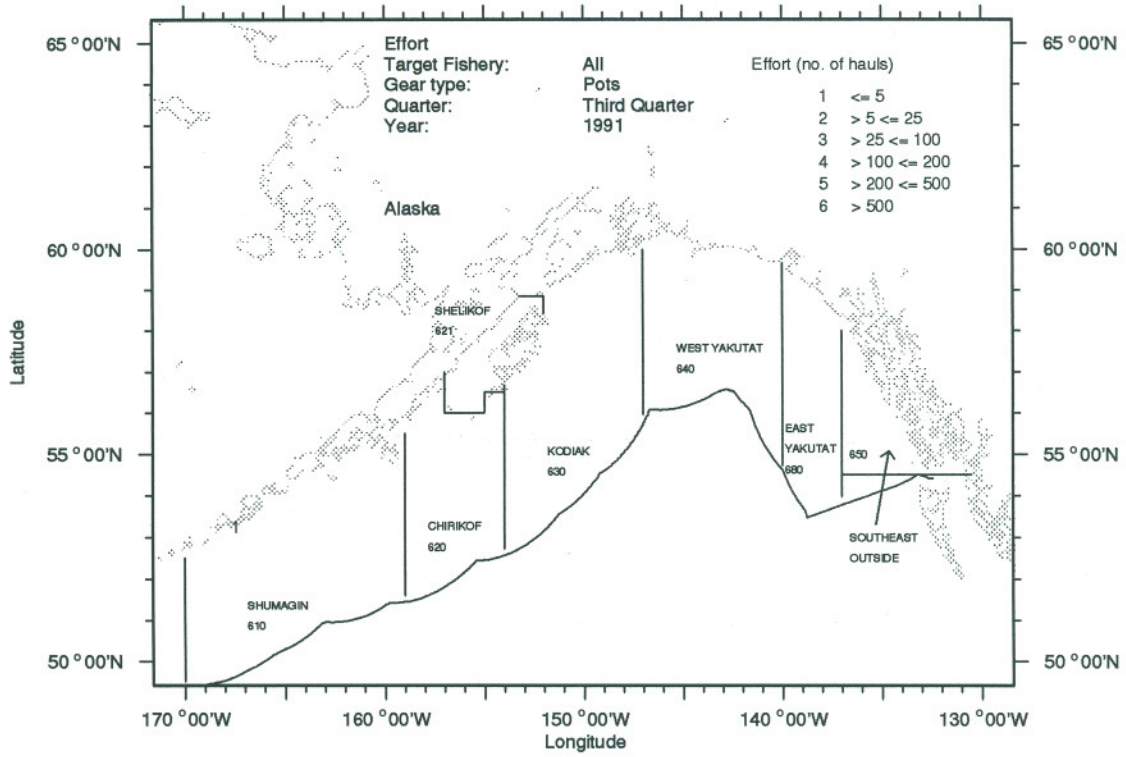 65 °00'N
65 °00'N
Effort
Target Fishery: All
Gear type: Pots
Quarter: Third Quarter
Year: 1991
Effort (no. of hauls)
1 <= 5
2 > 5 <= 25
3 > 25 <= 100
4 > 100 <= 200
5 > 200 <= 500
6 > 500
Alaska
60 °00'N
60 °00'N
SHELIKOF
621
WEST YAKUTAT
640
Latitude
EAST
YAKUTAT
680
650
55 °00'N
55 °00'N
KODIAK
630
CHIRIKOF
620
SOUTHEAST
OUTSIDE
SHUMAGIN
610
50 °00'N
50 °00'N
170 °00'W
160 °00'W
150 °00'W
140 °00'W
130 °00'W
Longitude